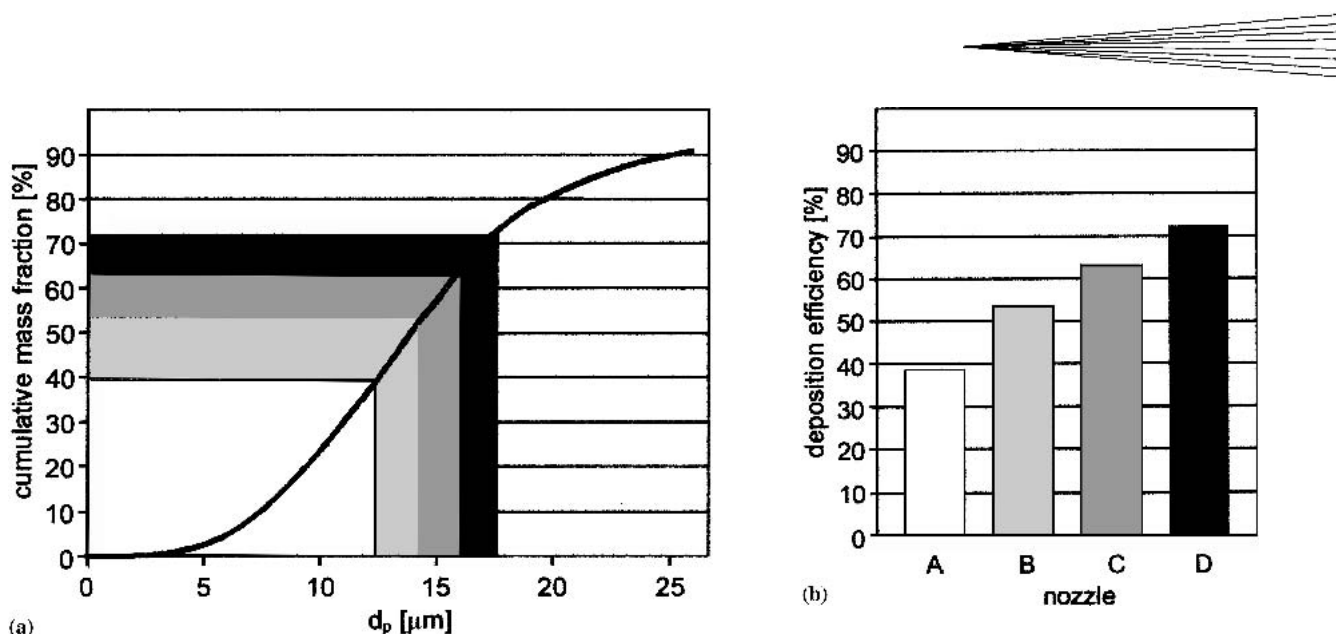 cumulative mass fraction [%]
90
80
70
60
50
40
30
20
10
0
0 5 10 15 20 25
dₚ [µm]
(a)
deposition efficiency [%]
90
80
70
60
50
40
30
20
10
0
A B C D
nozzle
(b)